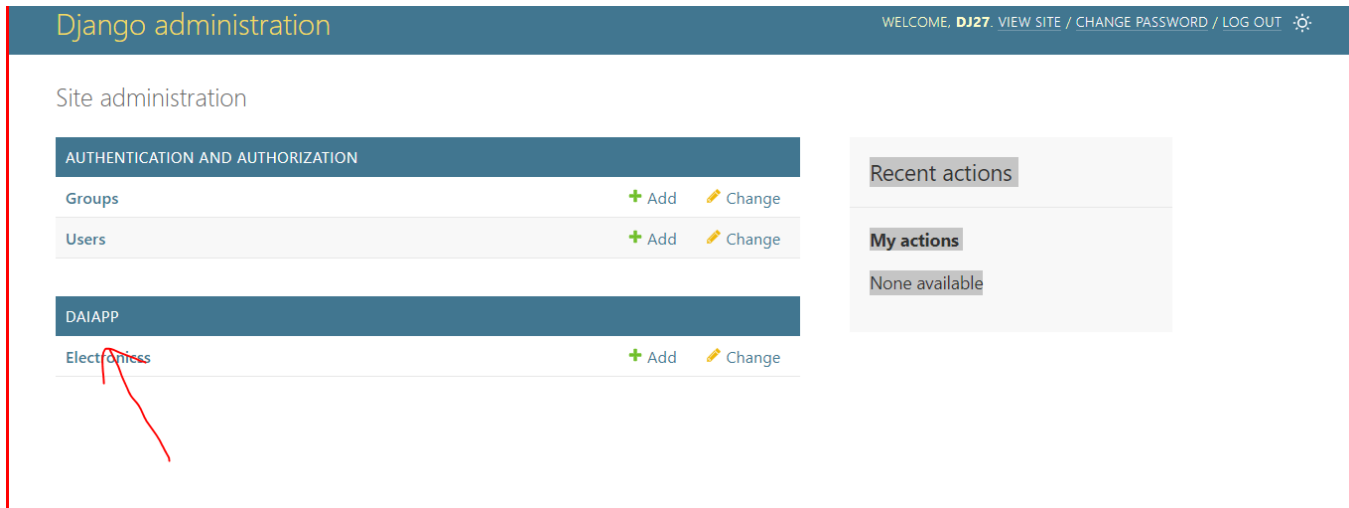 Django administration
WELCOME, DJ27. VIEW SITE / CHANGE PASSWORD / LOG OUT
Site administration
AUTHENTICATION AND AUTHORIZATION
Groups Add Change
Users Add Change
DAIAPP
Electronicss Add Change
Recent actions
My actions
None available